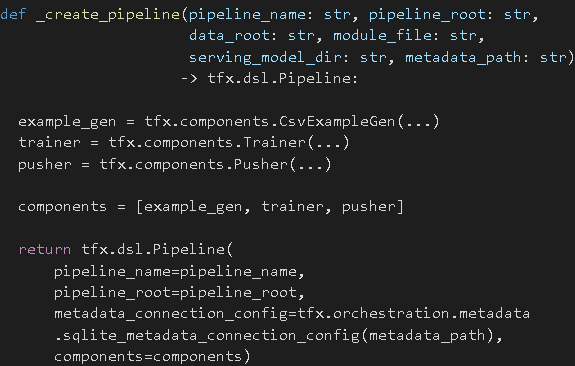 def _create_pipeline(pipeline_name: str, pipeline_root: str,
data_root: str, module_file: str,
serving_model_dir: str, metadata_path: str)
-> tfx.dsl.Pipeline:
example_gen = tfx.components.CsvExampleGen(...)
trainer = tfx.components.Trainer(...)
pusher = tfx.components.Pusher(...)
components = [example_gen, trainer, pusher]
return tfx.dsl.Pipeline(
pipeline_name=pipeline_name,
pipeline_root=pipeline_root,
metadata_connection_config=tfx.orchestration.metadata
.sqlite_metadata_connection_config(metadata_path),
components=components)